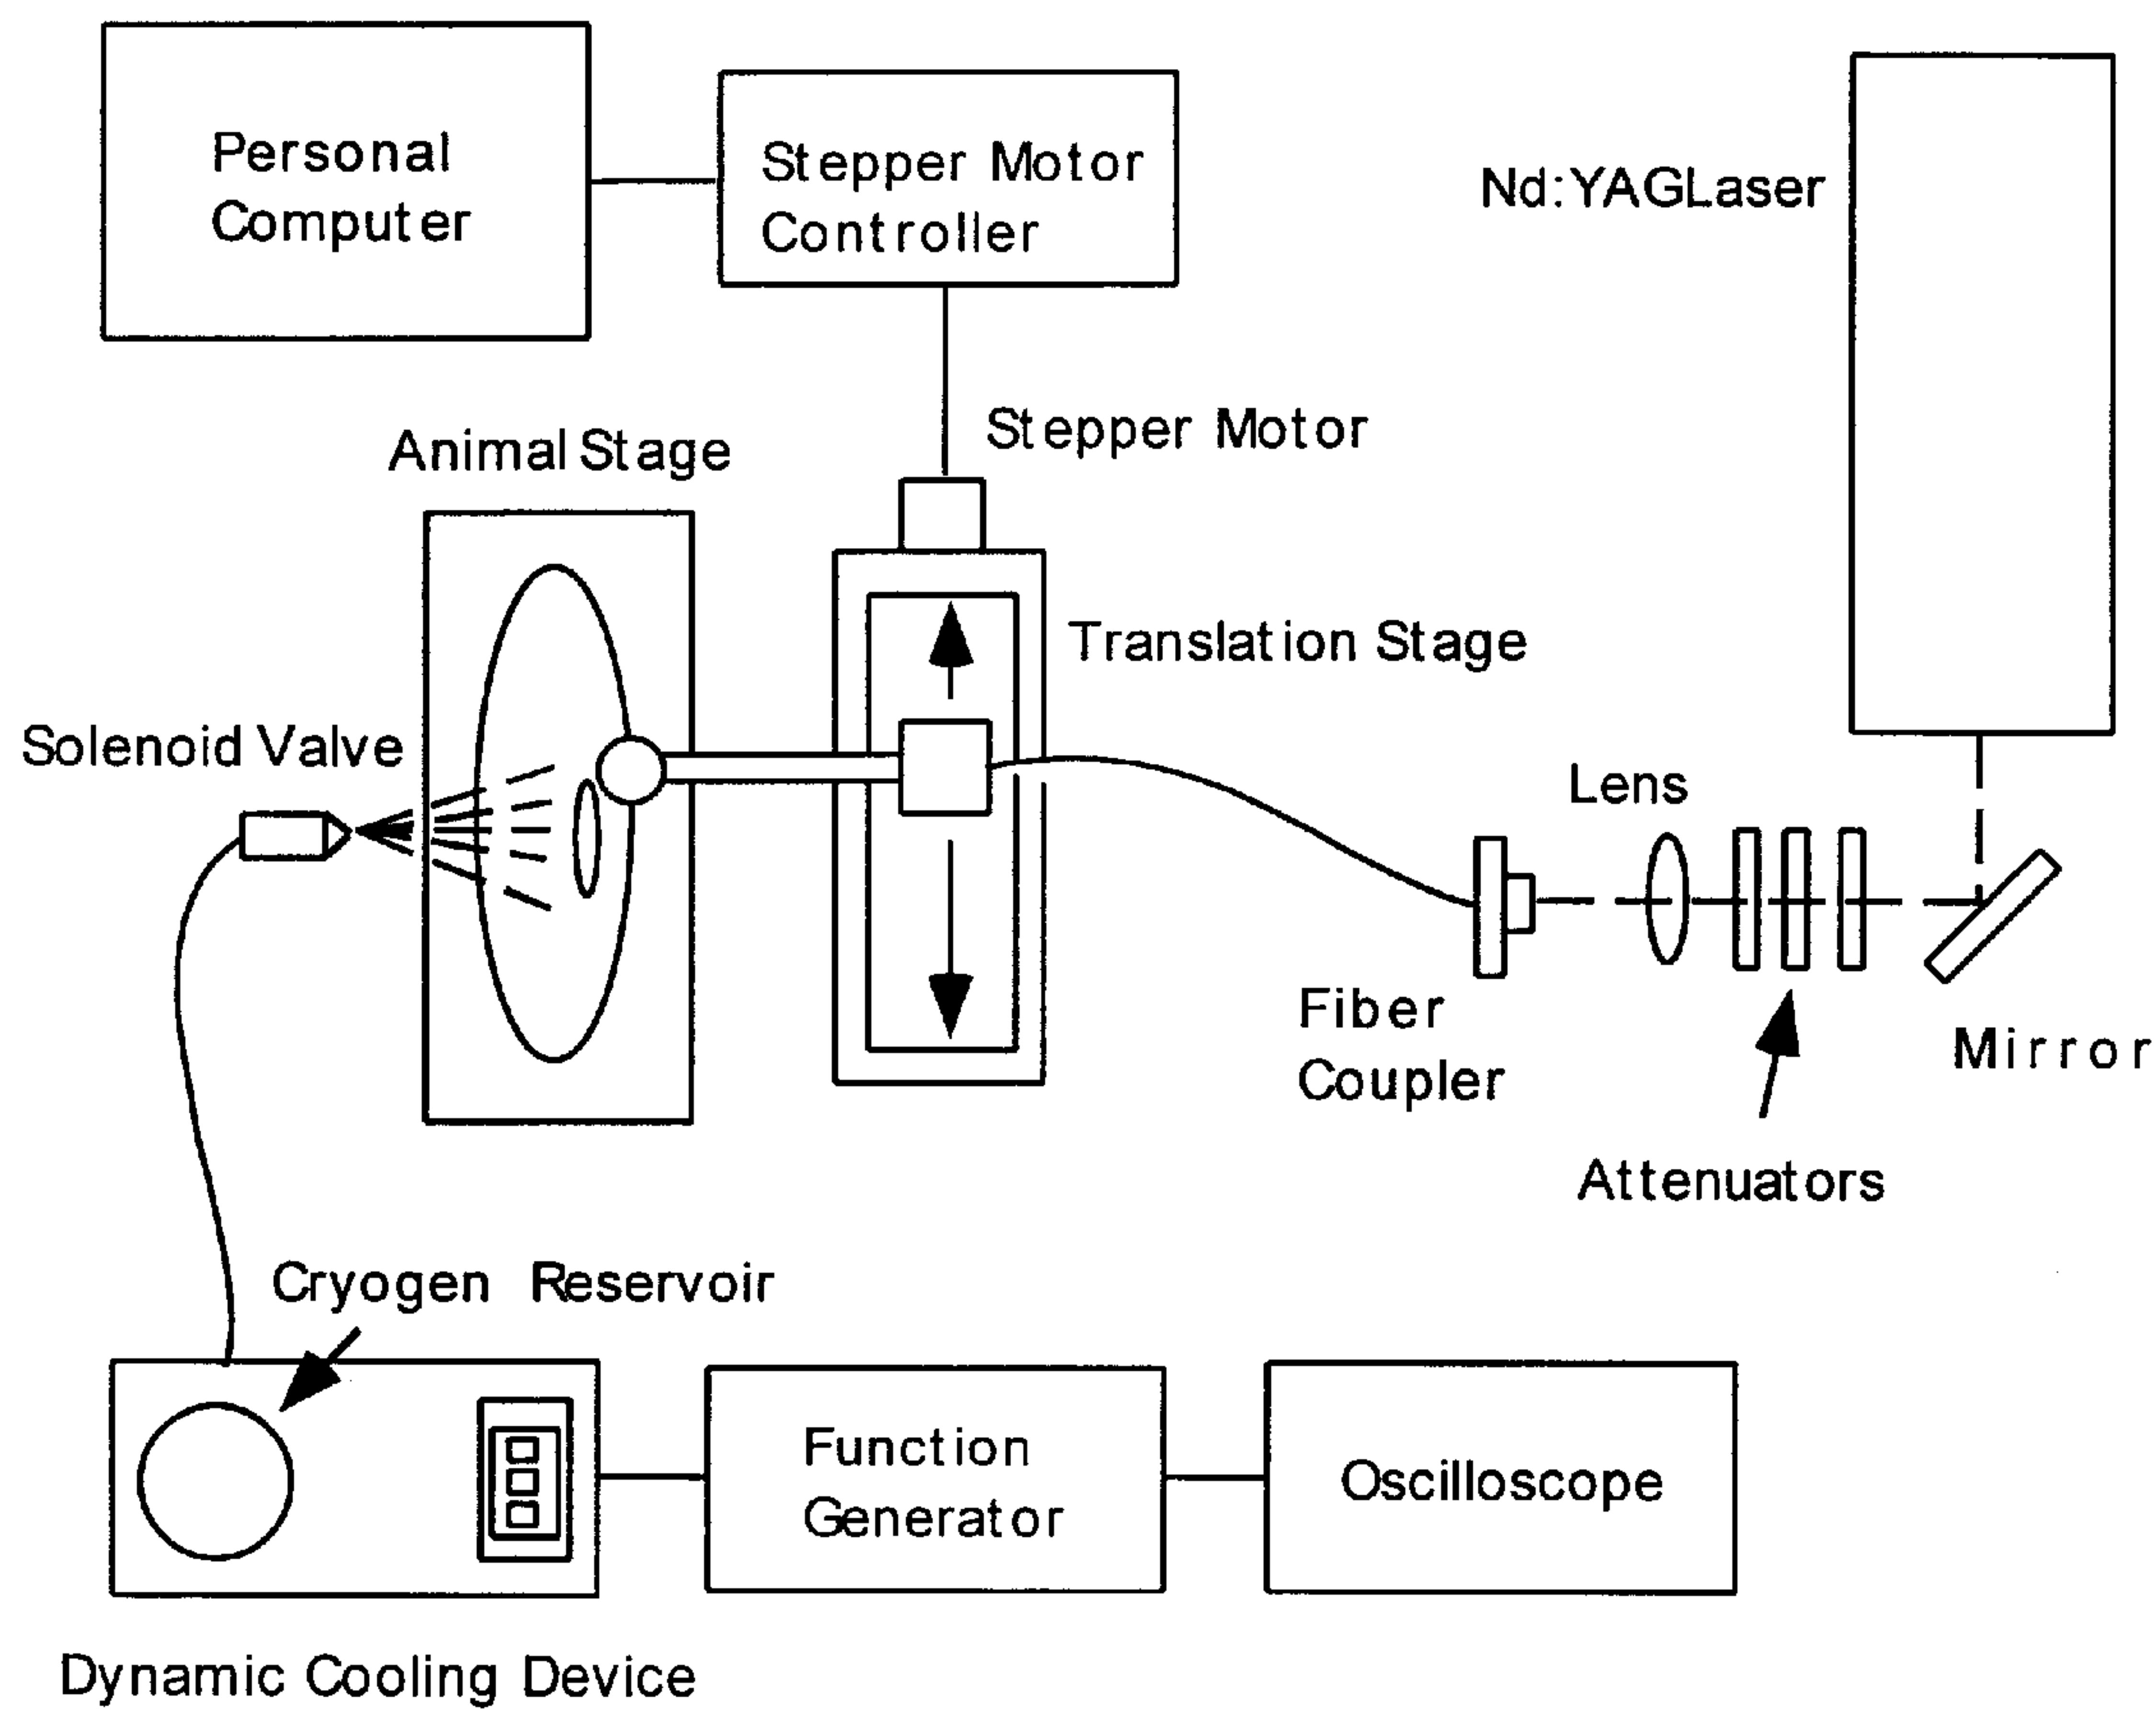 Personal
Computer
Stepper Motor
Controller
Nd:YAGLaser
Stepper Motor
Animal Stage
Translation Stage
Solenoid Valve
Lens
Fiber
Coupler
Mirror
Attenuators
Cryogen Reservoir
Function
Generator
Oscilloscope
Dynamic Cooling Device